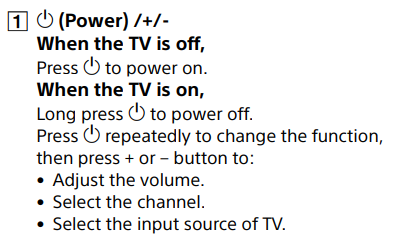 1 ⏻ (Power) /+/-
When the TV is off,
Press ⏻ to power on.
When the TV is on,
Long press ⏻ to power off.
Press ⏻ repeatedly to change the function,
then press + or – button to:
• Adjust the volume.
• Select the channel.
• Select the input source of TV.